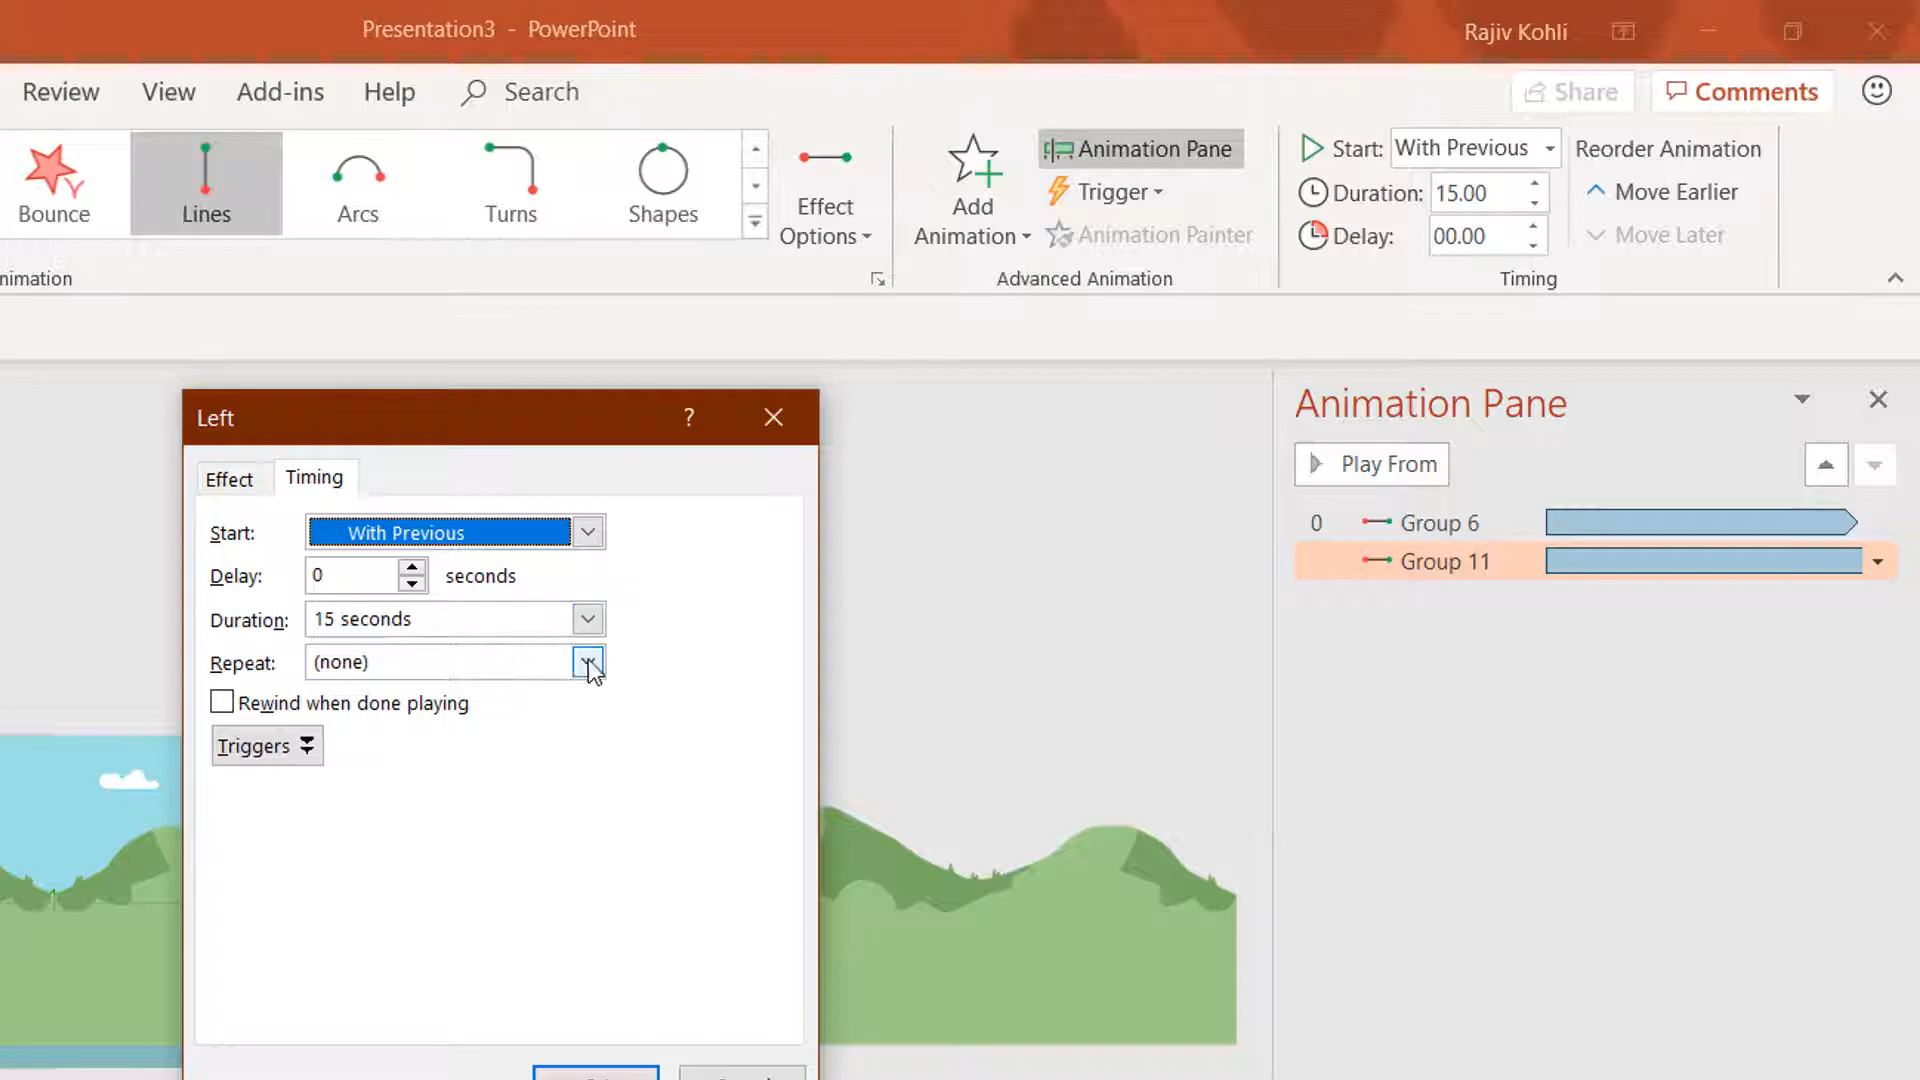 Presentation3 - PowerPoint
Rajiv Kohli
Review View Add-ins Help Search
Share Comments
Bounce Lines Arcs Turns Shapes
Effect Options
Add Animation
Animation Pane
Trigger
Animation Painter
Start: With Previous
Duration: 15.00
Delay: 00.00
Reorder Animation
Move Earlier
Move Later
nimation
Advanced Animation
Timing
Left ?
Effect Timing
Start: With Previous
Delay: 0 seconds
Duration: 15 seconds
Repeat: (none)
Rewind when done playing
Triggers
Animation Pane
Play From
0 Group 6
Group 11